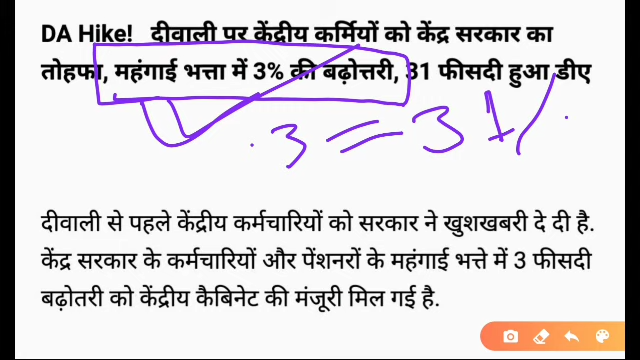 DA Hike! दीवाली पर केंद्रीय कर्मियों को केंद्र सरकार का
तोहफा, महंगाई भत्ता में 3% की बढ़ोत्तरी, 31 फीसदी हुआ डीए
3 = 31%
दीवाली से पहले केंद्रीय कर्मचारियों को सरकार ने खुशखबरी दे दी है.
केंद्र सरकार के कर्मचारियों और पेंशनरों के महंगाई भत्ते में 3 फीसदी
बढ़ोतरी को केंद्रीय कैबिनेट की मंजूरी मिल गई है.